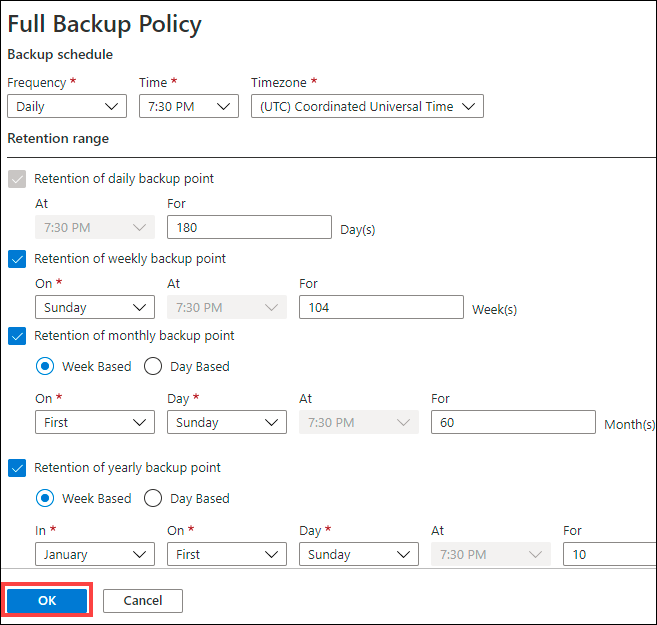 Full Backup Policy
Backup schedule
Frequency * Time * Timezone *
Daily 7:30 PM (UTC) Coordinated Universal Time
Retention range
Retention of daily backup point
At For
7:30 PM 180 Day(s)
Retention of weekly backup point
On * At For
Sunday 7:30 PM 104 Week(s)
Retention of monthly backup point
Week Based Day Based
On * Day * At For
First Sunday 7:30 PM 60 Month(s)
Retention of yearly backup point
Week Based Day Based
In * On * Day * At For
January First Sunday 7:30 PM 10
OK Cancel